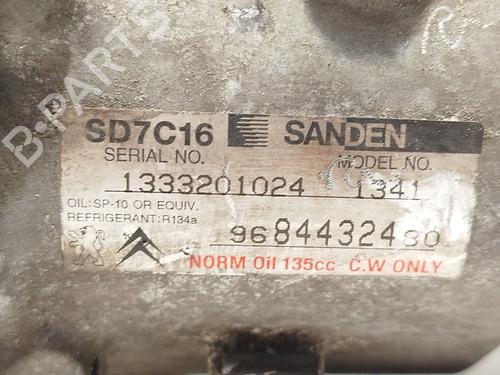 B-PARTS
SD7C16 SANDEN
SERIAL NO. MODEL NO.
1333201024 1341
OIL: SP-10 OR EQUIV.
REFRIGERANT: R134a
9684432480
NORM Oil 135cc C.W ONLY